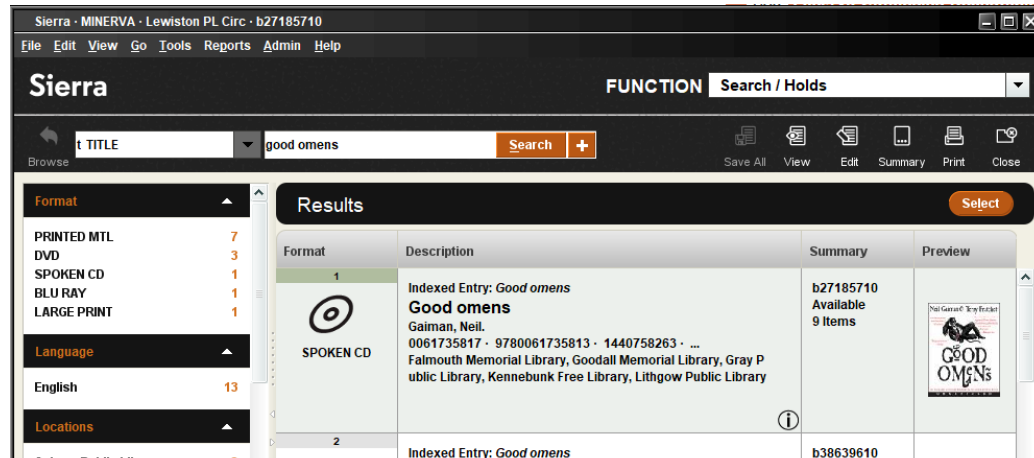 Sierra · MINERVA · Lewiston PL Circ · b27185710
File Edit View Go Tools Reports Admin Help
Sierra
FUNCTION Search / Holds
Browse
t TITLE
good omens
Search +
Save All View Edit Summary Print Close
Format
PRINTED MTL 7
DVD 3
SPOKEN CD 1
BLU RAY 1
LARGE PRINT 1
Language
English 13
Locations
Results
Select
Format Description Summary Preview
1
SPOKEN CD
Indexed Entry: Good omens
Good omens
Gaiman, Neil.
0061735817 · 9780061735813 · 1440758263 · ...
Falmouth Memorial Library, Goodall Memorial Library, Gray P
ublic Library, Kennebunk Free Library, Lithgow Public Library
b27185710
Available
9 Items
Neil Gaiman
GOOD
OMENS
2
Indexed Entry: Good omens
b38639610